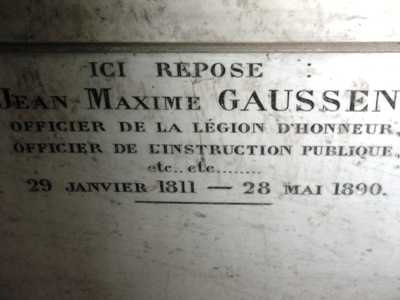 ICI REPOSE :
JEAN MAXIME GAUSSEN
OFFICIER DE LA LÉGION D'HONNEUR,
OFFICIER DE L'INSTRUCTION PUBLIQUE,
etc.. etc........
29 JANVIER 1811 — 28 MAI 1890.